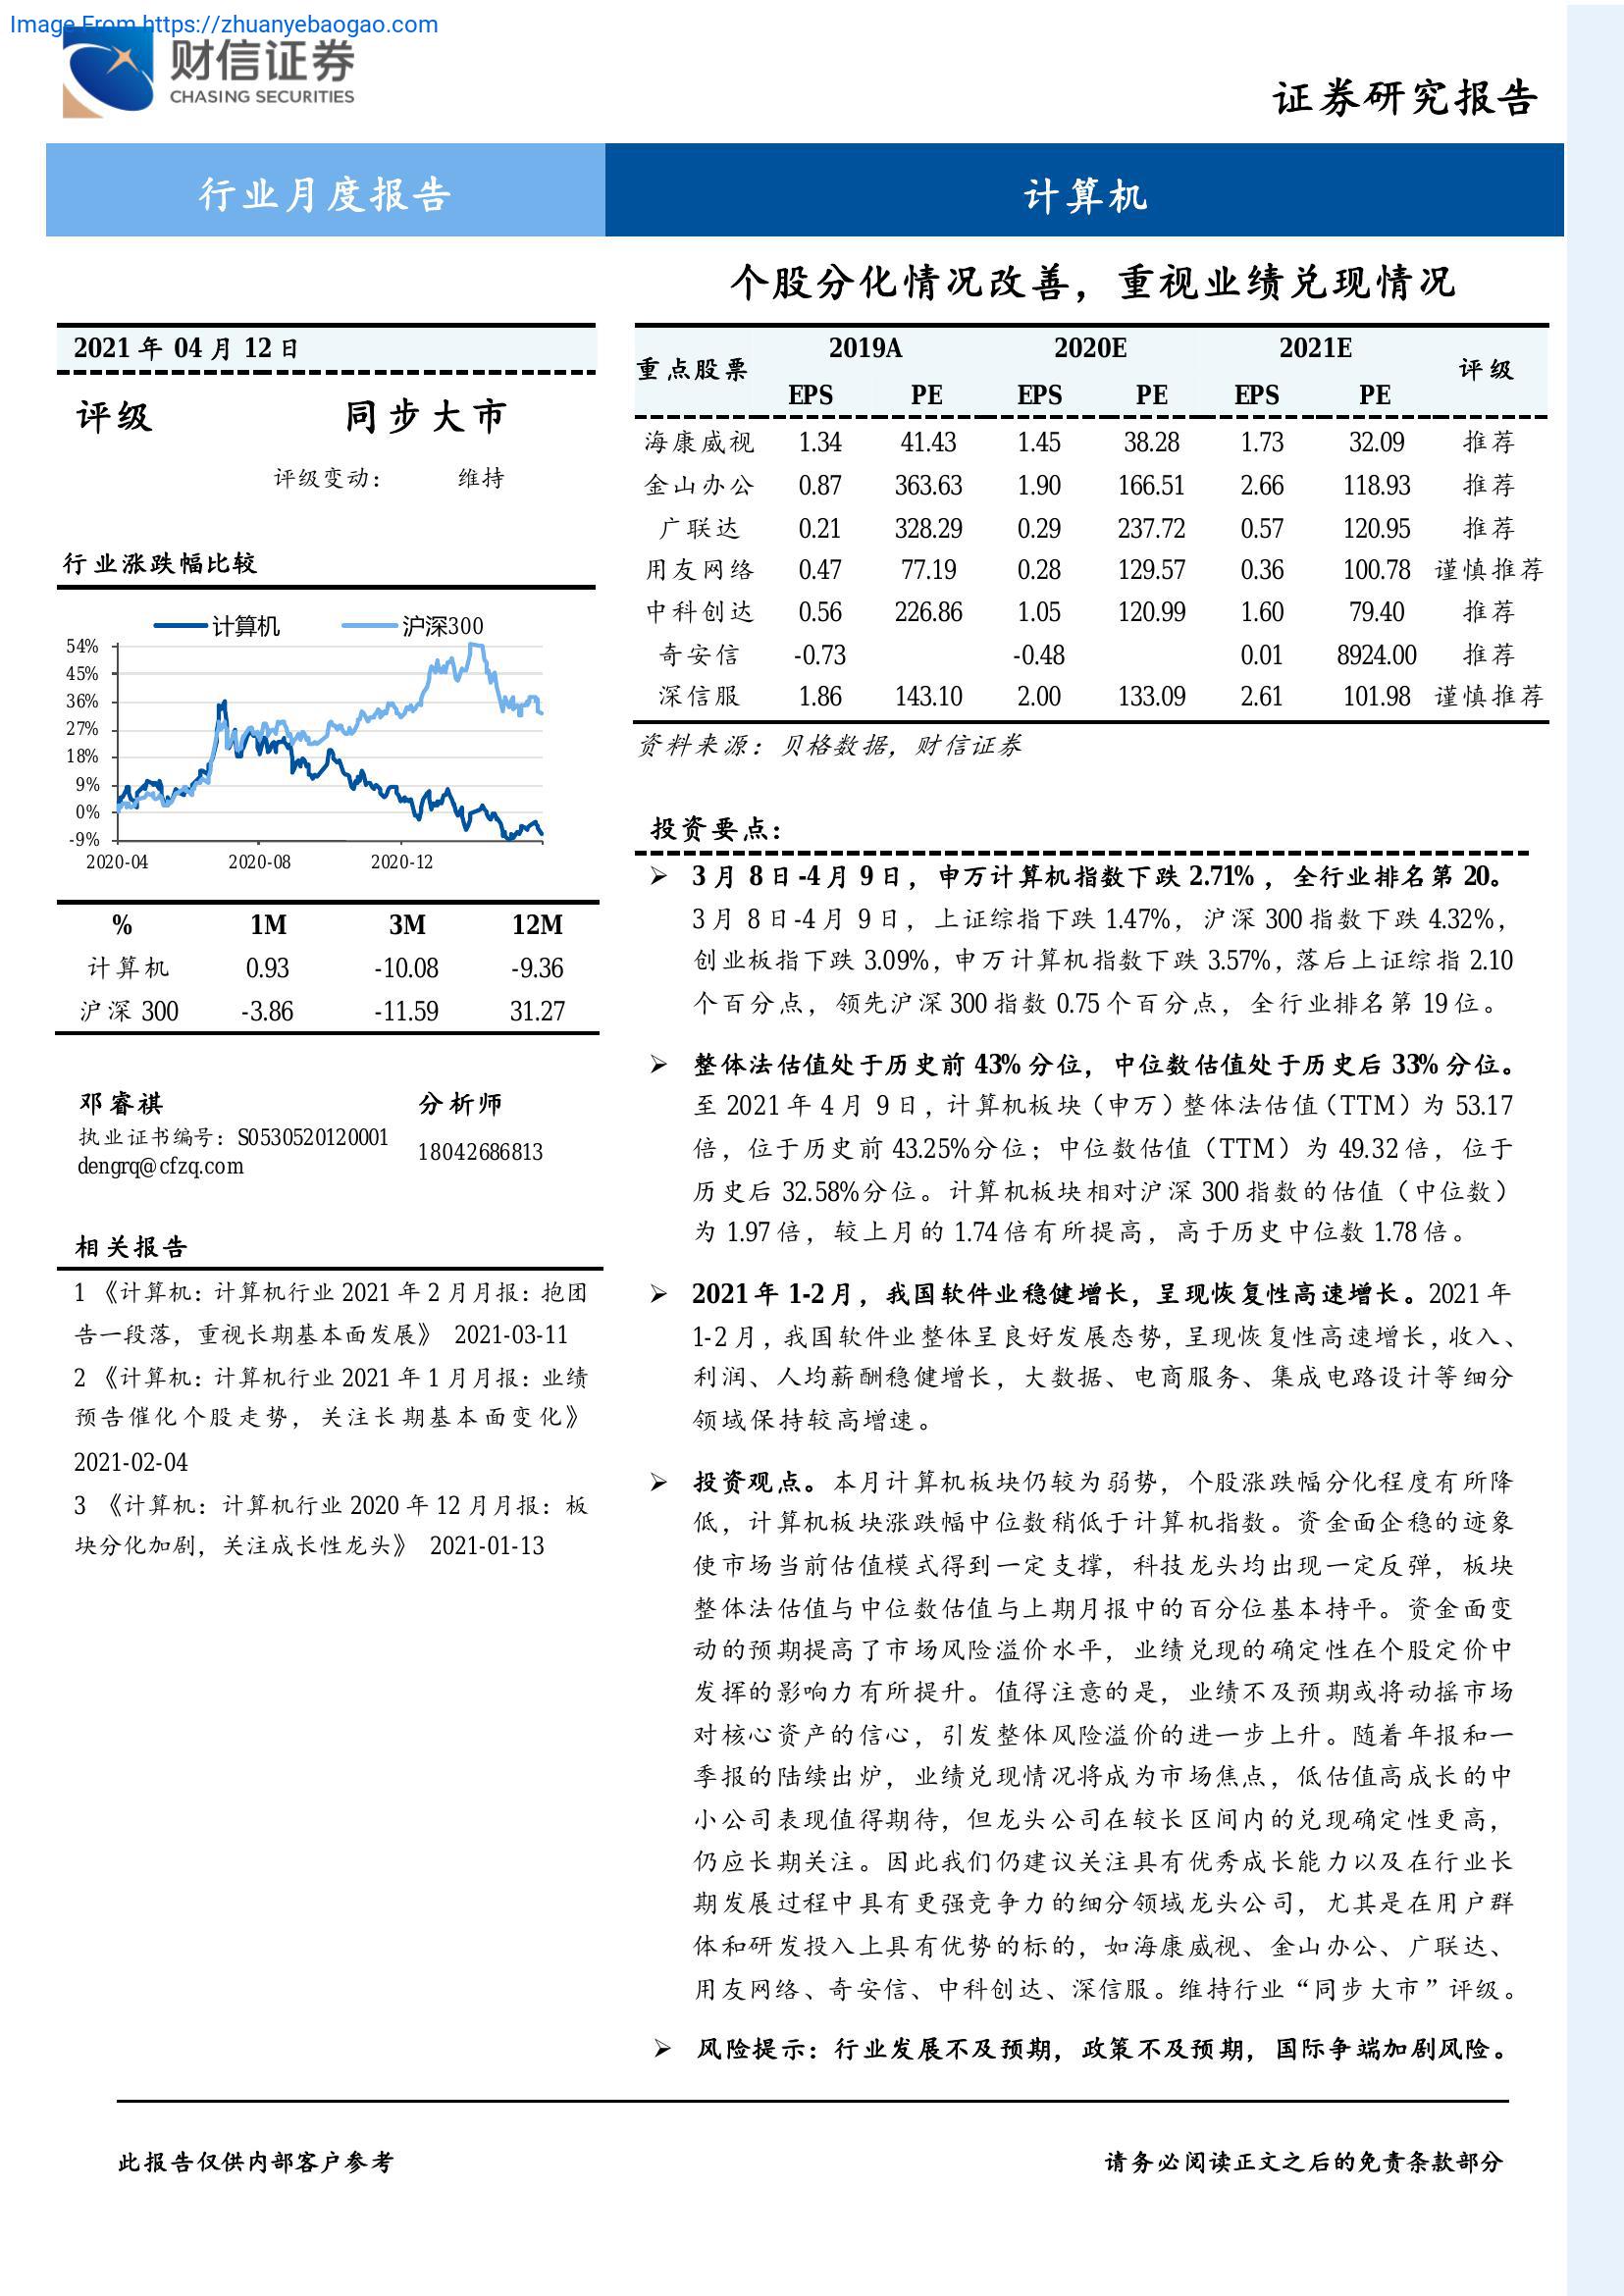 Image From https://zhuanyebaogao.com
财信证券
CHASING SECURITIES
证券研究报告
行业月度报告
计算机
个股分化情况改善，重视业绩兑现情况
2021 年 04 月 12 日
评级 同步大市
评级变动： 维持
行业涨跌幅比较
计算机 沪深300
54%
45%
36%
27%
18%
9%
0%
-9%
2020-04 2020-08 2020-12
% 1M 3M 12M
计算机 0.93 -10.08 -9.36
沪深 300 -3.86 -11.59 31.27
邓睿祺 分析师
执业证书编号：S0530520120001
dengrq@cfzq.com 18042686813
相关报告
1 《计算机：计算机行业 2021 年 2 月月报：抱团
告一段落，重视长期基本面发展》 2021-03-11
2 《计算机：计算机行业 2021 年 1 月月报：业绩
预告催化个股走势，关注长期基本面变化》
2021-02-04
3 《计算机：计算机行业 2020 年 12 月月报：板
块分化加剧，关注成长性龙头》 2021-01-13
重点股票 2019A 2020E 2021E 评级
EPS PE EPS PE EPS PE
海康威视 1.34 41.43 1.45 38.28 1.73 32.09 推荐
金山办公 0.87 363.63 1.90 166.51 2.66 118.93 推荐
广联达 0.21 328.29 0.29 237.72 0.57 120.95 推荐
用友网络 0.47 77.19 0.28 129.57 0.36 100.78 谨慎推荐
中科创达 0.56 226.86 1.05 120.99 1.60 79.40 推荐
奇安信 -0.73 -0.48 0.01 8924.00 推荐
深信服 1.86 143.10 2.00 133.09 2.61 101.98 谨慎推荐
资料来源：贝格数据，财信证券
投资要点：
➢ 3 月 8 日-4 月 9 日，申万计算机指数下跌 2.71%，全行业排名第 20。
3 月 8 日-4 月 9 日，上证综指下跌 1.47%，沪深 300 指数下跌 4.32%，
创业板指下跌 3.09%，申万计算机指数下跌 3.57%，落后上证综指 2.10
个百分点，领先沪深 300 指数 0.75 个百分点，全行业排名第 19 位。
➢ 整体法估值处于历史前 43% 分位，中位数估值处于历史后 33% 分位。
至 2021 年 4 月 9 日，计算机板块（申万）整体法估值（TTM）为 53.17
倍，位于历史前 43.25%分位；中位数估值（TTM）为 49.32 倍，位于
历史后 32.58%分位。计算机板块相对沪深 300 指数的估值（中位数）
为 1.97 倍，较上月的 1.74 倍有所提高，高于历史中位数 1.78 倍。
➢ 2021 年 1-2 月，我国软件业稳健增长，呈现恢复性高速增长。2021 年
1-2 月，我国软件业整体呈良好发展态势，呈现恢复性高速增长，收入、
利润、人均薪酬稳健增长，大数据、电商服务、集成电路设计等细分
领域保持较高增速。
➢ 投资观点。本月计算机板块仍较为弱势，个股涨跌幅分化程度有所降
低，计算机板块涨跌幅中位数稍低于计算机指数。资金面企稳的迹象
使市场当前估值模式得到一定支撑，科技龙头均出现一定反弹，板块
整体法估值与中位数估值与上期月报中的百分位基本持平。资金面变
动的预期提高了市场风险溢价水平，业绩兑现的确定性在个股定价中
发挥的影响力有所提升。值得注意的是，业绩不及预期或将动摇市场
对核心资产的信心，引发整体风险溢价的进一步上升。随着年报和一
季报的陆续出炉，业绩兑现情况将成为市场焦点，低估值高成长的中
小公司表现值得期待，但龙头公司在较长区间内的兑现确定性更高，
仍应长期关注。因此我们仍建议关注具有优秀成长能力以及在行业长
期发展过程中具有更强竞争力的细分领域龙头公司，尤其是在用户群
体和研发投入上具有优势的标的，如海康威视、金山办公、广联达、
用友网络、奇安信、中科创达、深信服。维持行业“同步大市”评级。
➢ 风险提示：行业发展不及预期，政策不及预期，国际争端加剧风险。
此报告仅供内部客户参考
请务必阅读正文之后的免责条款部分